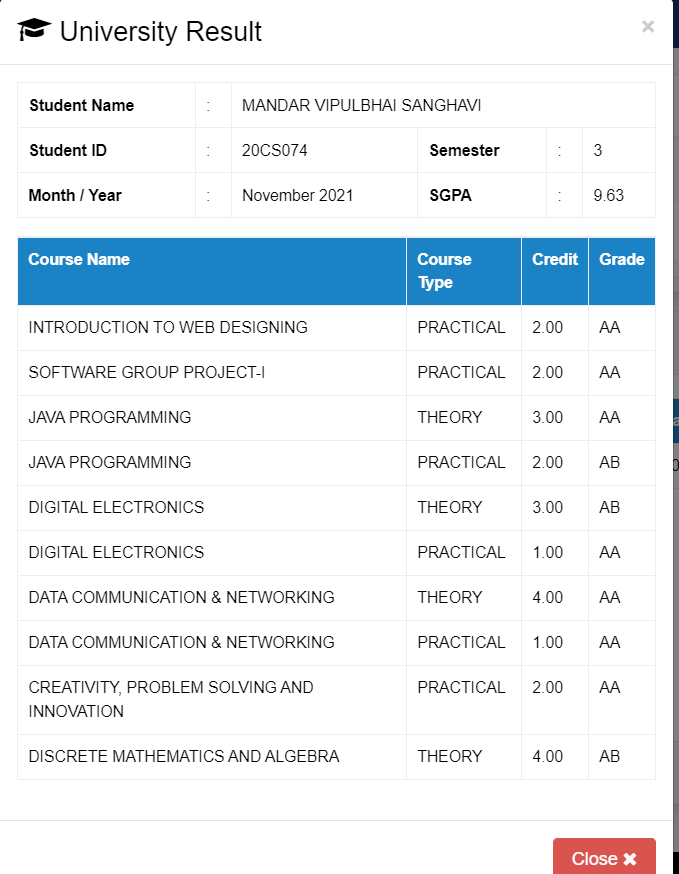 University Result ×
Student Name : MANDAR VIPULBHAI SANGHAVI
Student ID : 20CS074 Semester : 3
Month / Year : November 2021 SGPA : 9.63
Course Name Course Type Credit Grade
INTRODUCTION TO WEB DESIGNING PRACTICAL 2.00 AA
SOFTWARE GROUP PROJECT-I PRACTICAL 2.00 AA
JAVA PROGRAMMING THEORY 3.00 AA
JAVA PROGRAMMING PRACTICAL 2.00 AB
DIGITAL ELECTRONICS THEORY 3.00 AB
DIGITAL ELECTRONICS PRACTICAL 1.00 AA
DATA COMMUNICATION & NETWORKING THEORY 4.00 AA
DATA COMMUNICATION & NETWORKING PRACTICAL 1.00 AA
CREATIVITY, PROBLEM SOLVING AND PRACTICAL 2.00 AA
INNOVATION
DISCRETE MATHEMATICS AND ALGEBRA THEORY 4.00 AB
Close ✖